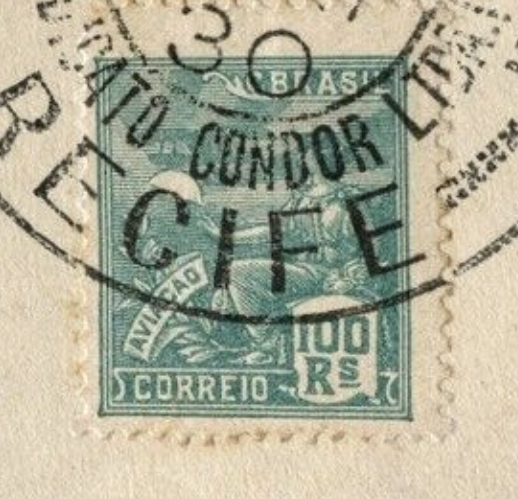 30
CONDOR
RECIFE
BRASIL
AVIAÇÃO
100
Rs
CORREIO